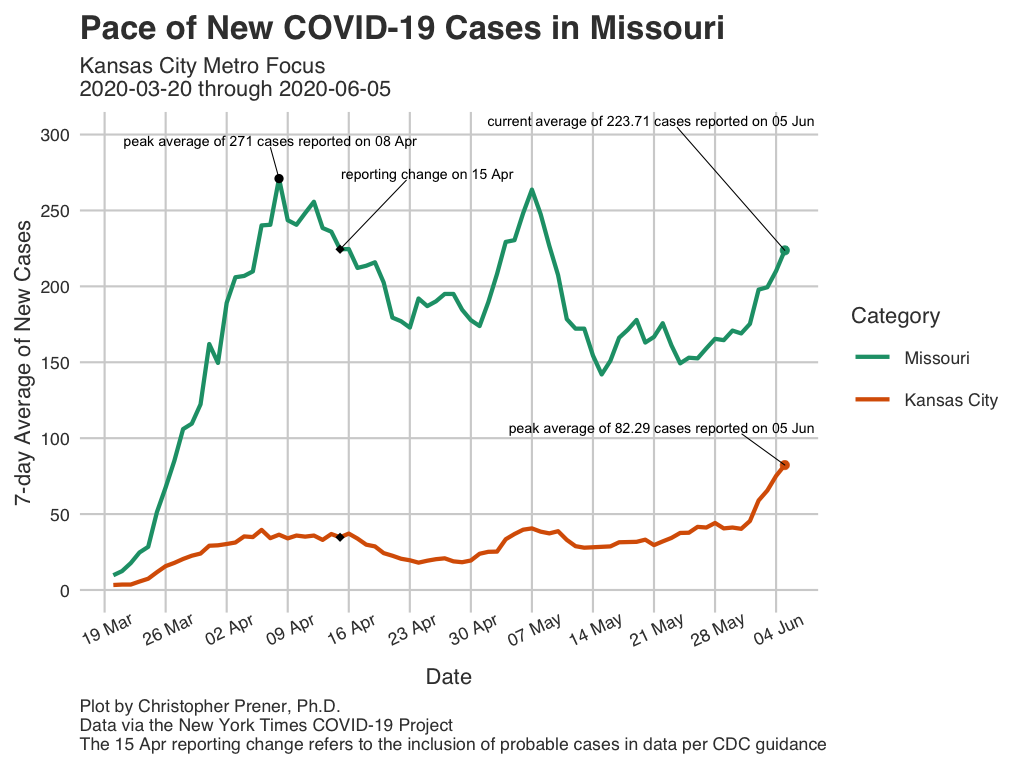 Pace of New COVID-19 Cases in Missouri
Kansas City Metro Focus
2020-03-20 through 2020-06-05
current average of 223.71 cases reported on 05 Jun
peak average of 271 cases reported on 08 Apr
reporting change on 15 Apr
peak average of 82.29 cases reported on 05 Jun
7-day Average of New Cases
300
250
200
150
100
50
0
19 Mar
26 Mar
02 Apr
09 Apr
16 Apr
23 Apr
30 Apr
07 May
14 May
21 May
28 May
04 Jun
Date
Category
Missouri
Kansas City
Plot by Christopher Prener, Ph.D.
Data via the New York Times COVID-19 Project
The 15 Apr reporting change refers to the inclusion of probable cases in data per CDC guidance